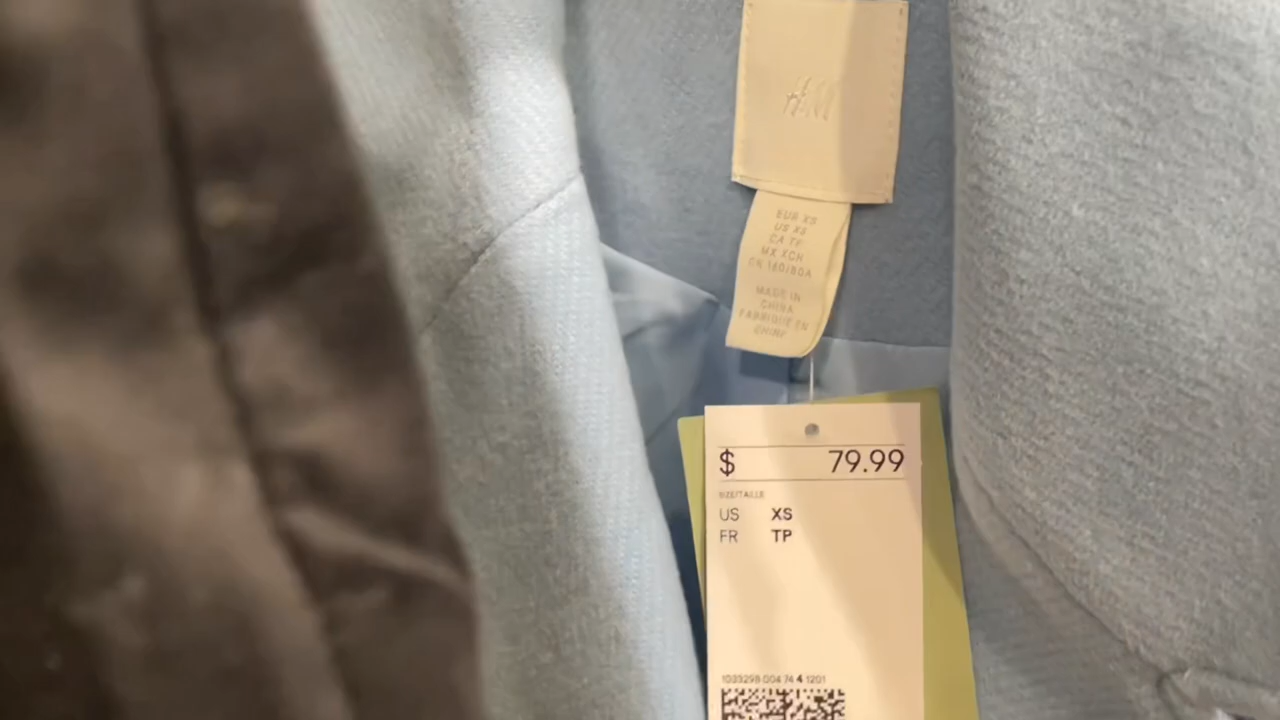 H&M
EUR XS
US XS
CA TP
MX XCH
CN 160/80A
MADE IN
CHINA
FABRIQUÉ EN
CHINE
$ 79.99
SIZE/TAILLE
US XS
FR TP
1033298 004 74 4 1201